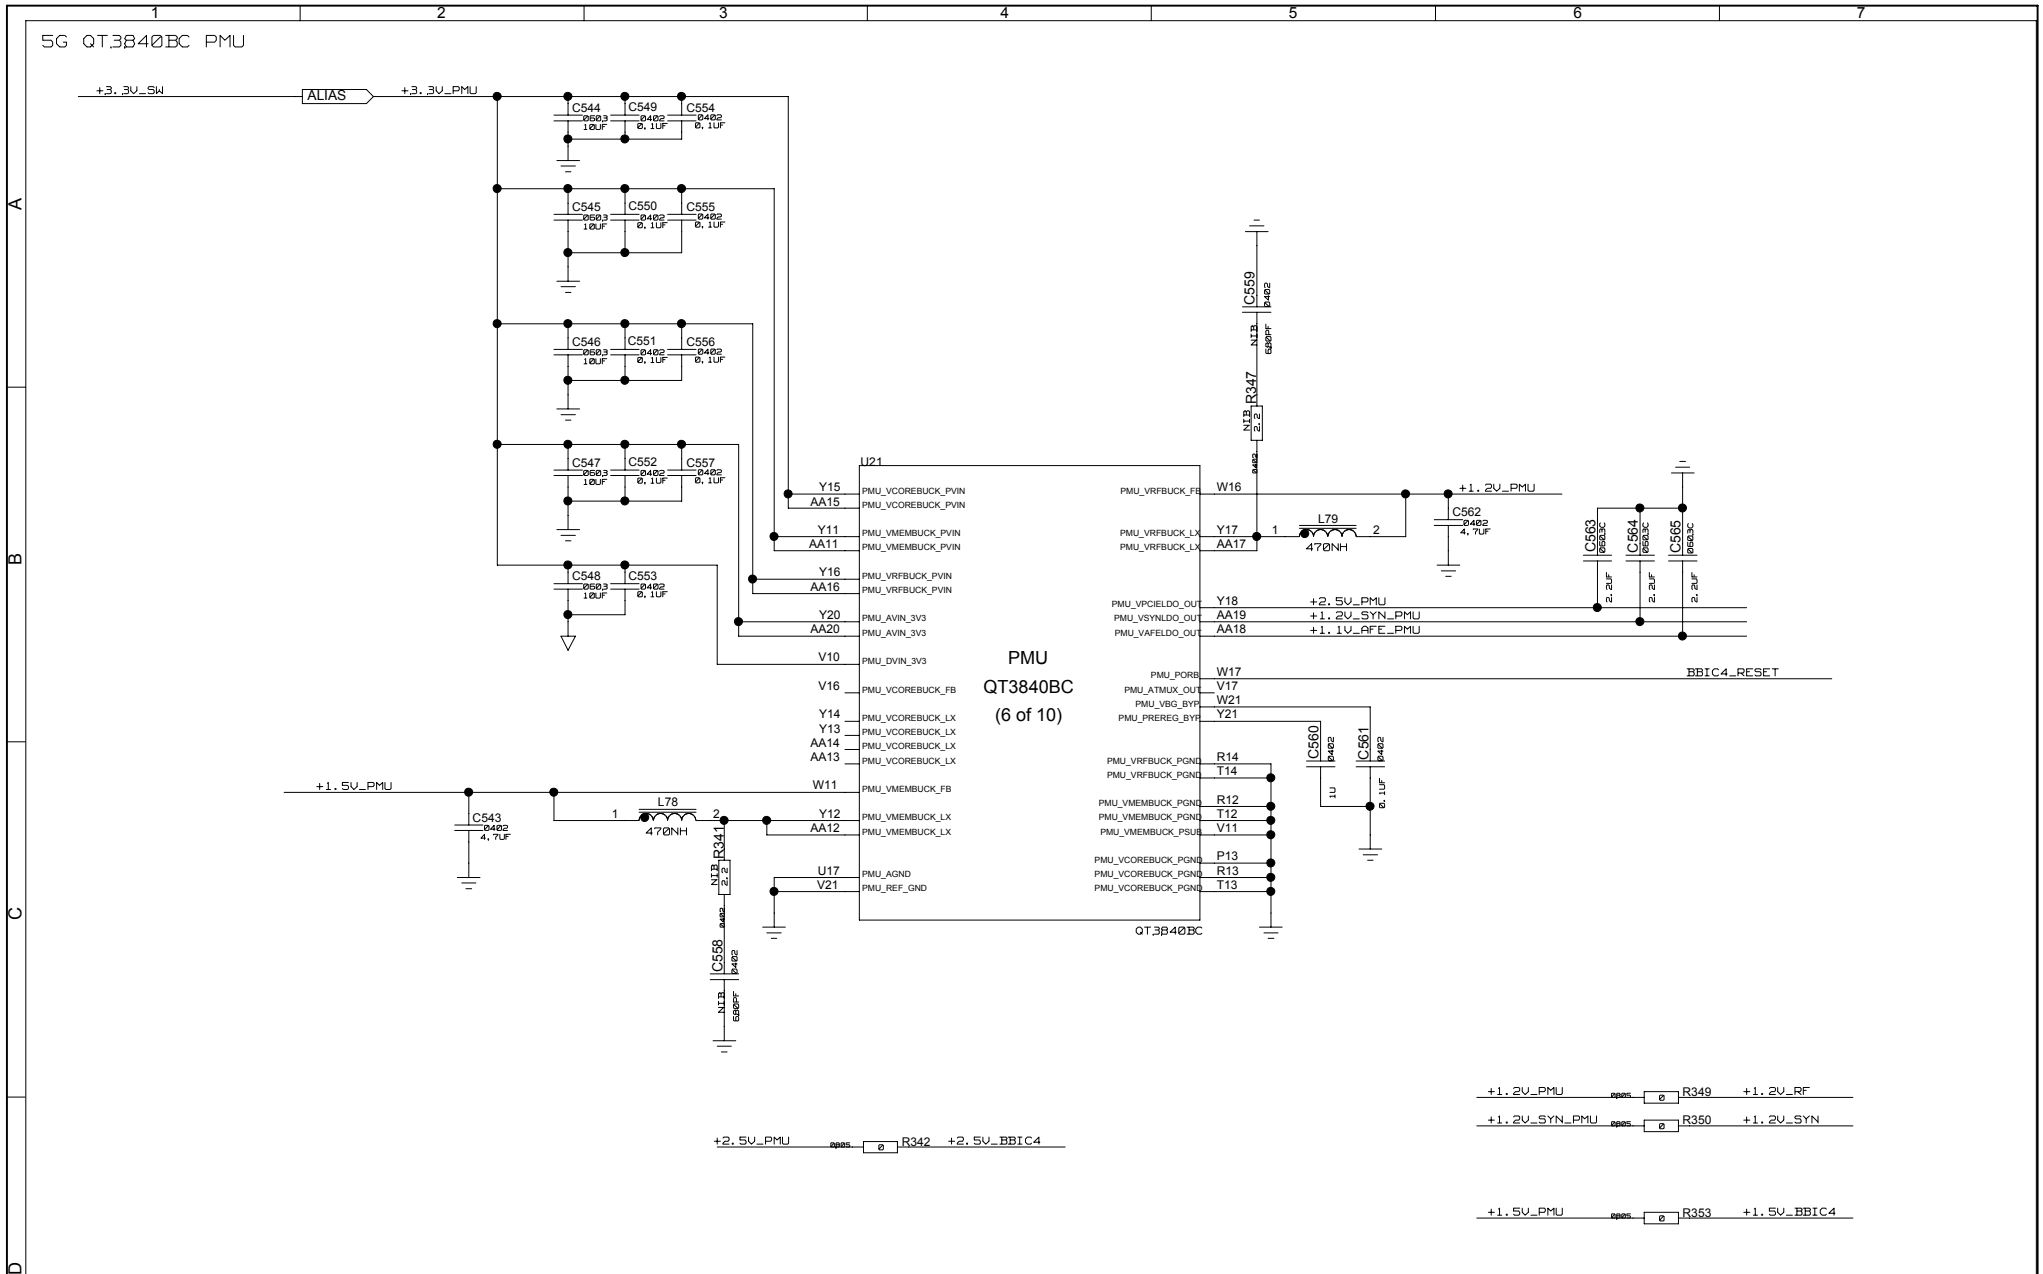 1 2 3 4 5 6 7
5G QT3840BC PMU
+3.3V_SW
ALIAS
+3.3V_PMU
C544 0603 10UF
C549 0402 0.1UF
C554 0402 0.1UF
A
C545 0603 10UF
C550 0402 0.1UF
C555 0402 0.1UF
C546 0603 10UF
C551 0402 0.1UF
C556 0402 0.1UF
C547 0603 10UF
C552 0402 0.1UF
C557 0402 0.1UF
B
C548 0603 10UF
C553 0402 0.1UF
C559 0402
NIB 680PF
R347
NIB 2.2
0402
U21
Y15 PMU_VCOREBUCK_PVIN
AA15 PMU_VCOREBUCK_PVIN
Y11 PMU_VMEMBUCK_PVIN
AA11 PMU_VMEMBUCK_PVIN
Y16 PMU_VRFBUCK_PVIN
AA16 PMU_VRFBUCK_PVIN
Y20 PMU_AVIN_3V3
AA20 PMU_AVIN_3V3
V10 PMU_DVIN_3V3
V16 PMU_VCOREBUCK_FB
Y14 PMU_VCOREBUCK_LX
Y13 PMU_VCOREBUCK_LX
AA14 PMU_VCOREBUCK_LX
AA13 PMU_VCOREBUCK_LX
W11 PMU_VMEMBUCK_FB
Y12 PMU_VMEMBUCK_LX
AA12 PMU_VMEMBUCK_LX
U17 PMU_AGND
V21 PMU_REF_GND
PMU
QT3840BC
(6 of 10)
PMU_VRFBUCK_FB W16
PMU_VRFBUCK_LX Y17
PMU_VRFBUCK_LX AA17
PMU_VPCIELDO_OUT Y18 +2.5V_PMU
PMU_VSYNLDO_OUT AA19 +1.2V_SYN_PMU
PMU_VAFELDO_OUT AA18 +1.1V_AFE_PMU
PMU_PORB W17 BBIC4_RESET
PMU_ATMUX_OUT V17
PMU_VBG_BYP W21
PMU_PREREG_BYP Y21
PMU_VRFBUCK_PGND R14
PMU_VRFBUCK_PGND T14
PMU_VMEMBUCK_PGND R12
PMU_VMEMBUCK_PGND T12
PMU_VMEMBUCK_PSUB V11
PMU_VCOREBUCK_PGND P13
PMU_VCOREBUCK_PGND R13
PMU_VCOREBUCK_PGND T13
QT3840BC
1 L79 2
470NH
+1.2V_PMU
C562 0402 4.7UF
C563 0603C 2.2UF
C564 0603C 2.2UF
C565 0603C 2.2UF
C560 0402 1U
C561 0402 0.1UF
+1.5V_PMU
C543 0402 4.7UF
1 L78 2
470NH
R341
NIB 2.2
0402
C558 0402
NIB 680PF
C
+2.5V_PMU 0805 0 R342 +2.5V_BBIC4
+1.2V_PMU 0805 0 R349 +1.2V_RF
+1.2V_SYN_PMU 0805 0 R350 +1.2V_SYN
+1.5V_PMU 0805 0 R353 +1.5V_BBIC4
D